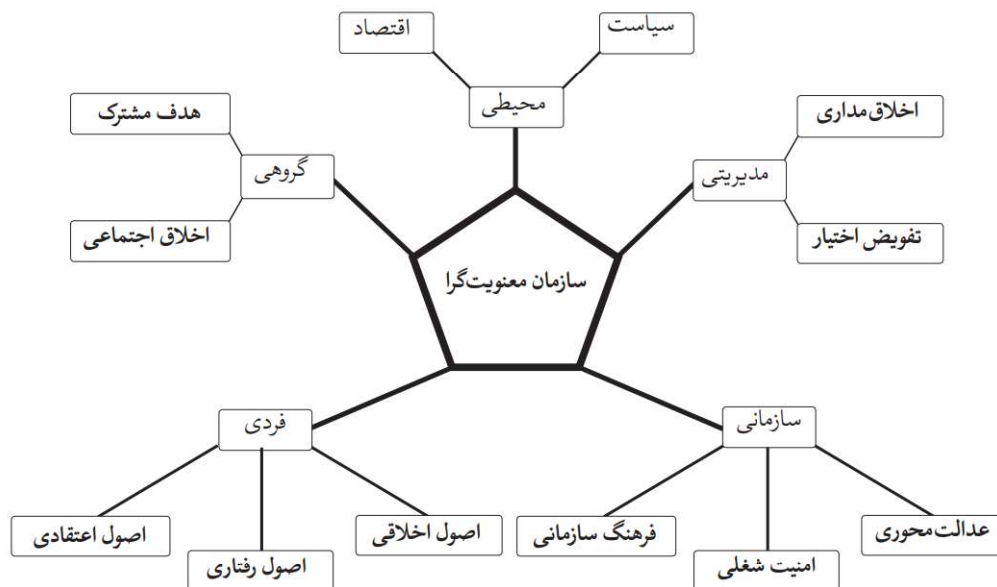 سیاست
اقتصاد
محیطی
اخلاق‌مداری
هدف مشترک
مدیریتی
گروهی
تفویض اختیار
اخلاق اجتماعی
سازمان معنویت‌گرا
سازمانی
فردی
عدالت‌محوری
فرهنگ سازمانی
اصول اخلاقی
اصول اعتقادی
امنیت شغلی
اصول رفتاری